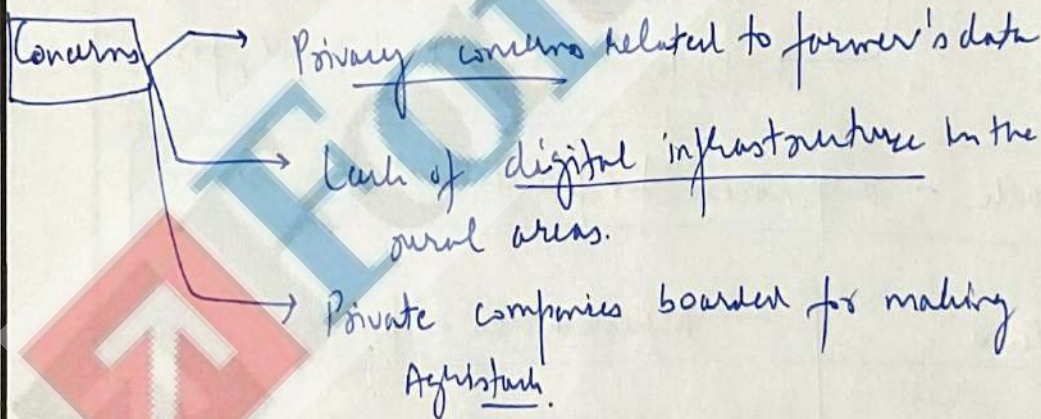 Concerns
Privacy concerns related to farmer's data
Lack of digital infrastructure in the
rural areas.
Private companies boarded for making
Agristack.